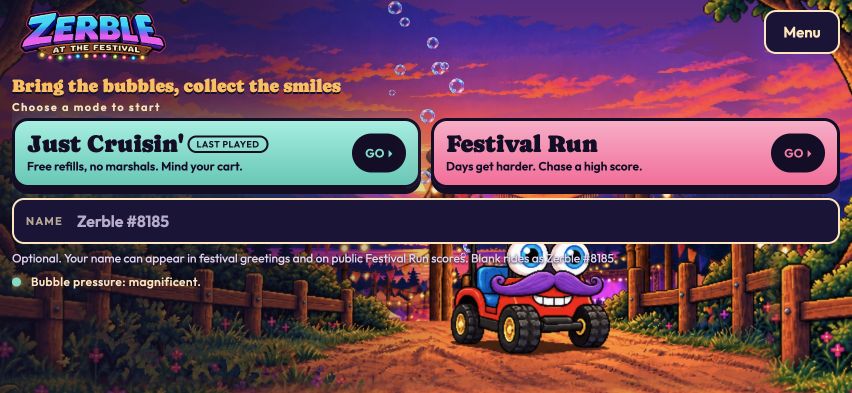 ZERBLE
AT THE FESTIVAL
Menu
Bring the bubbles, collect the smiles
Choose a mode to start
Just Cruisin' LAST PLAYED
Free refills, no marshals. Mind your cart.
GO
Festival Run
Days get harder. Chase a high score.
GO
NAME Zerble #8185
Optional. Your name can appear in festival greetings and on public Festival Run scores. Blank rides as Zerble #8185.
Bubble pressure: magnificent.